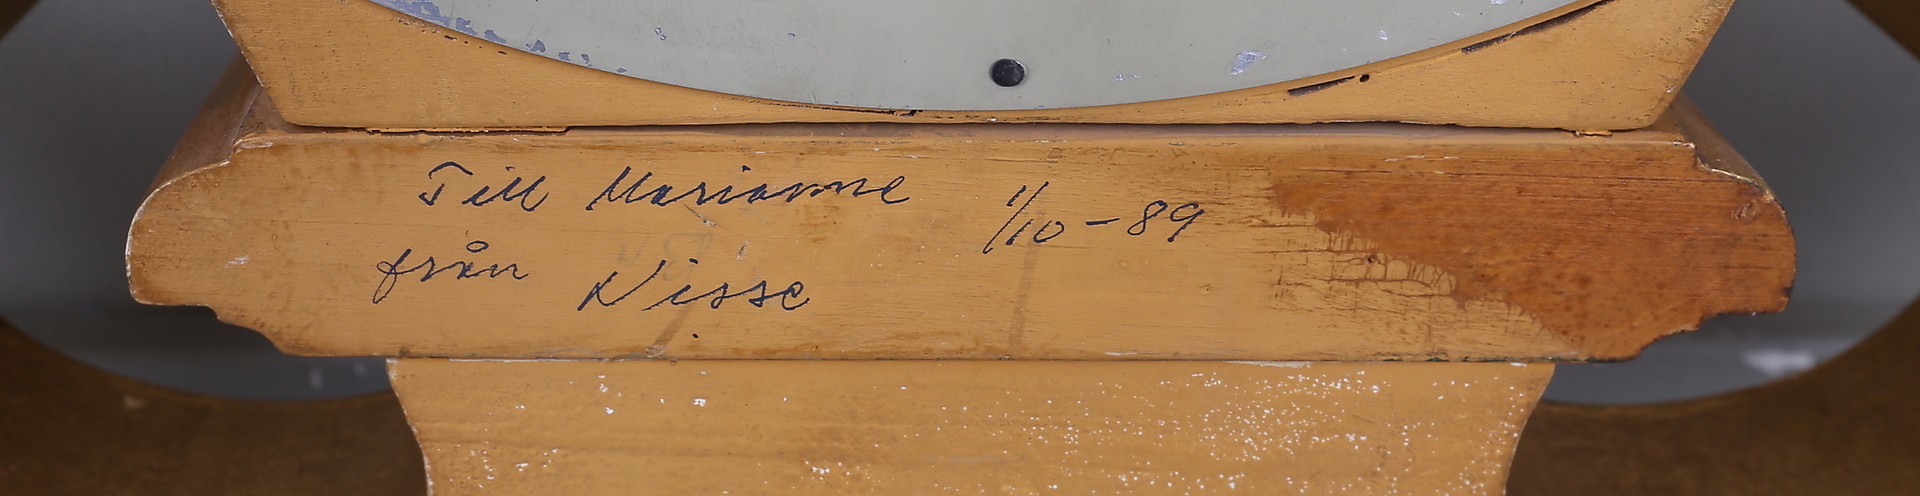 Till Marianne 1/10-89
från Nisse